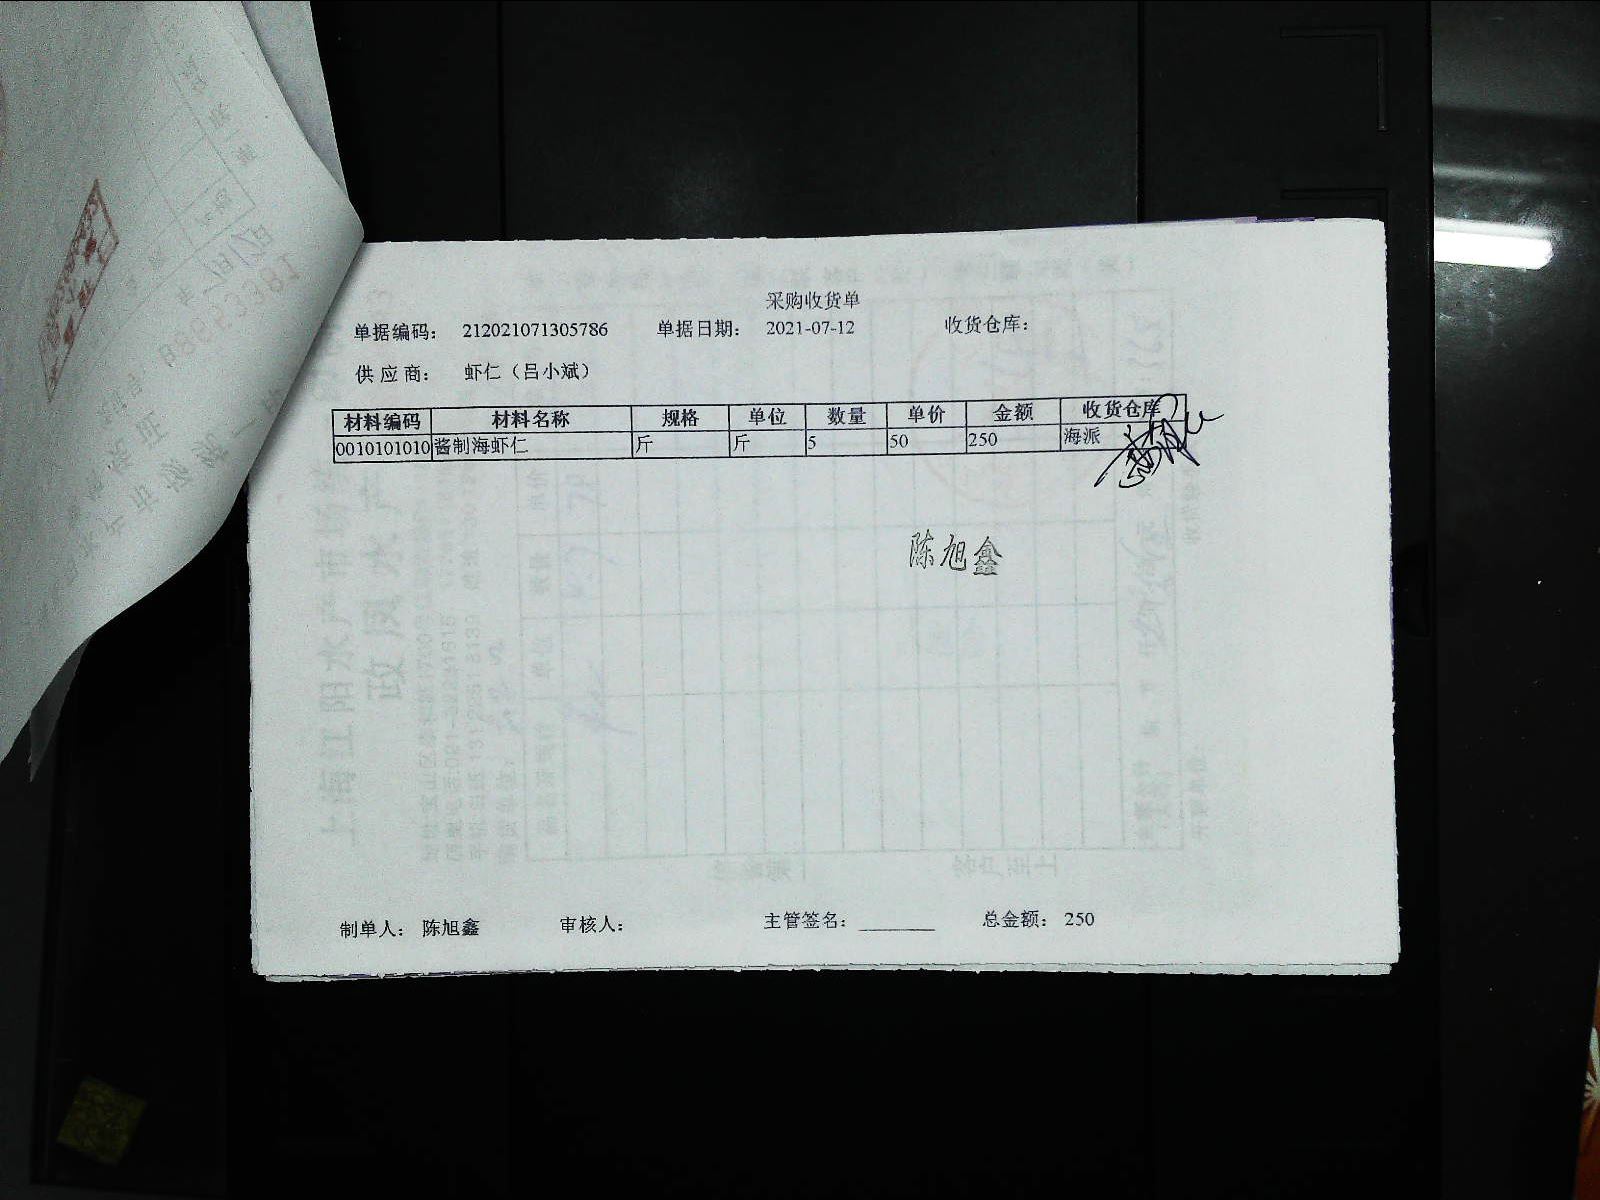 采购收货单
单据编码： 212021071305786 单据日期： 2021-07-12 收货仓库：
供应商： 虾仁（吕小斌）
材料编码 材料名称 规格 单位 数量 单价 金额 收货仓库
0010101010 酱制海虾仁 斤 斤 5 50 250 海派
陈旭鑫
制单人： 陈旭鑫 审核人： 主管签名：________ 总金额： 250